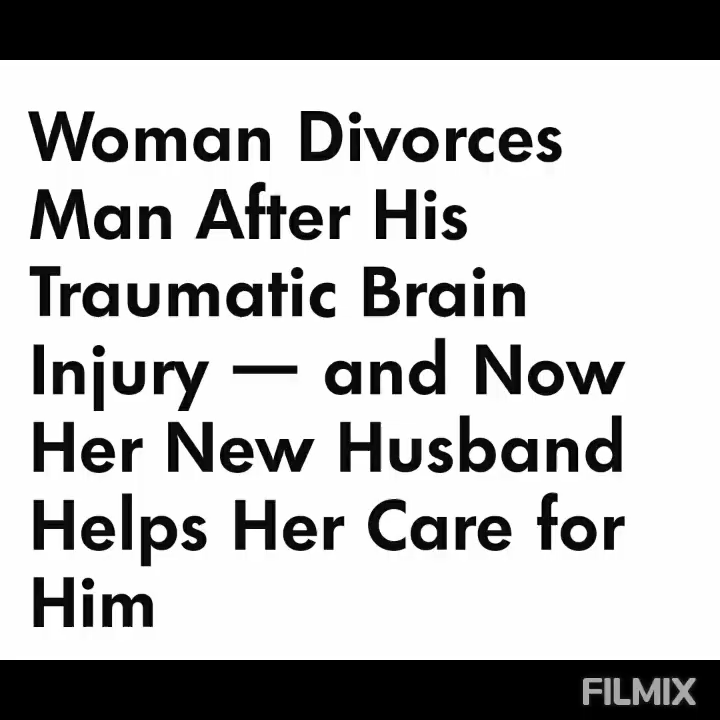 Woman Divorces
Man After His
Traumatic Brain
Injury — and Now
Her New Husband
Helps Her Care for
Him
FILMIX